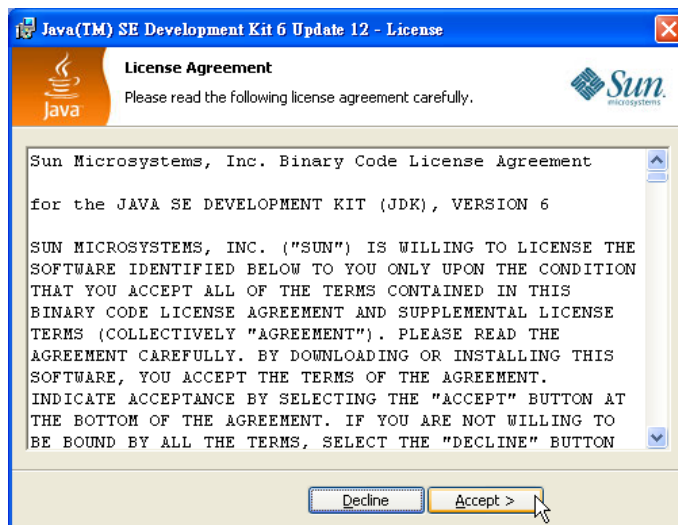 Java(TM) SE Development Kit 6 Update 12 - License
License Agreement
Please read the following license agreement carefully.
Java
Sun
microsystems
Sun Microsystems, Inc. Binary Code License Agreement
for the JAVA SE DEVELOPMENT KIT (JDK), VERSION 6
SUN MICROSYSTEMS, INC. ("SUN") IS WILLING TO LICENSE THE
SOFTWARE IDENTIFIED BELOW TO YOU ONLY UPON THE CONDITION
THAT YOU ACCEPT ALL OF THE TERMS CONTAINED IN THIS
BINARY CODE LICENSE AGREEMENT AND SUPPLEMENTAL LICENSE
TERMS (COLLECTIVELY "AGREEMENT"). PLEASE READ THE
AGREEMENT CAREFULLY. BY DOWNLOADING OR INSTALLING THIS
SOFTWARE, YOU ACCEPT THE TERMS OF THE AGREEMENT.
INDICATE ACCEPTANCE BY SELECTING THE "ACCEPT" BUTTON AT
THE BOTTOM OF THE AGREEMENT. IF YOU ARE NOT WILLING TO
BE BOUND BY ALL THE TERMS, SELECT THE "DECLINE" BUTTON
Decline
Accept >